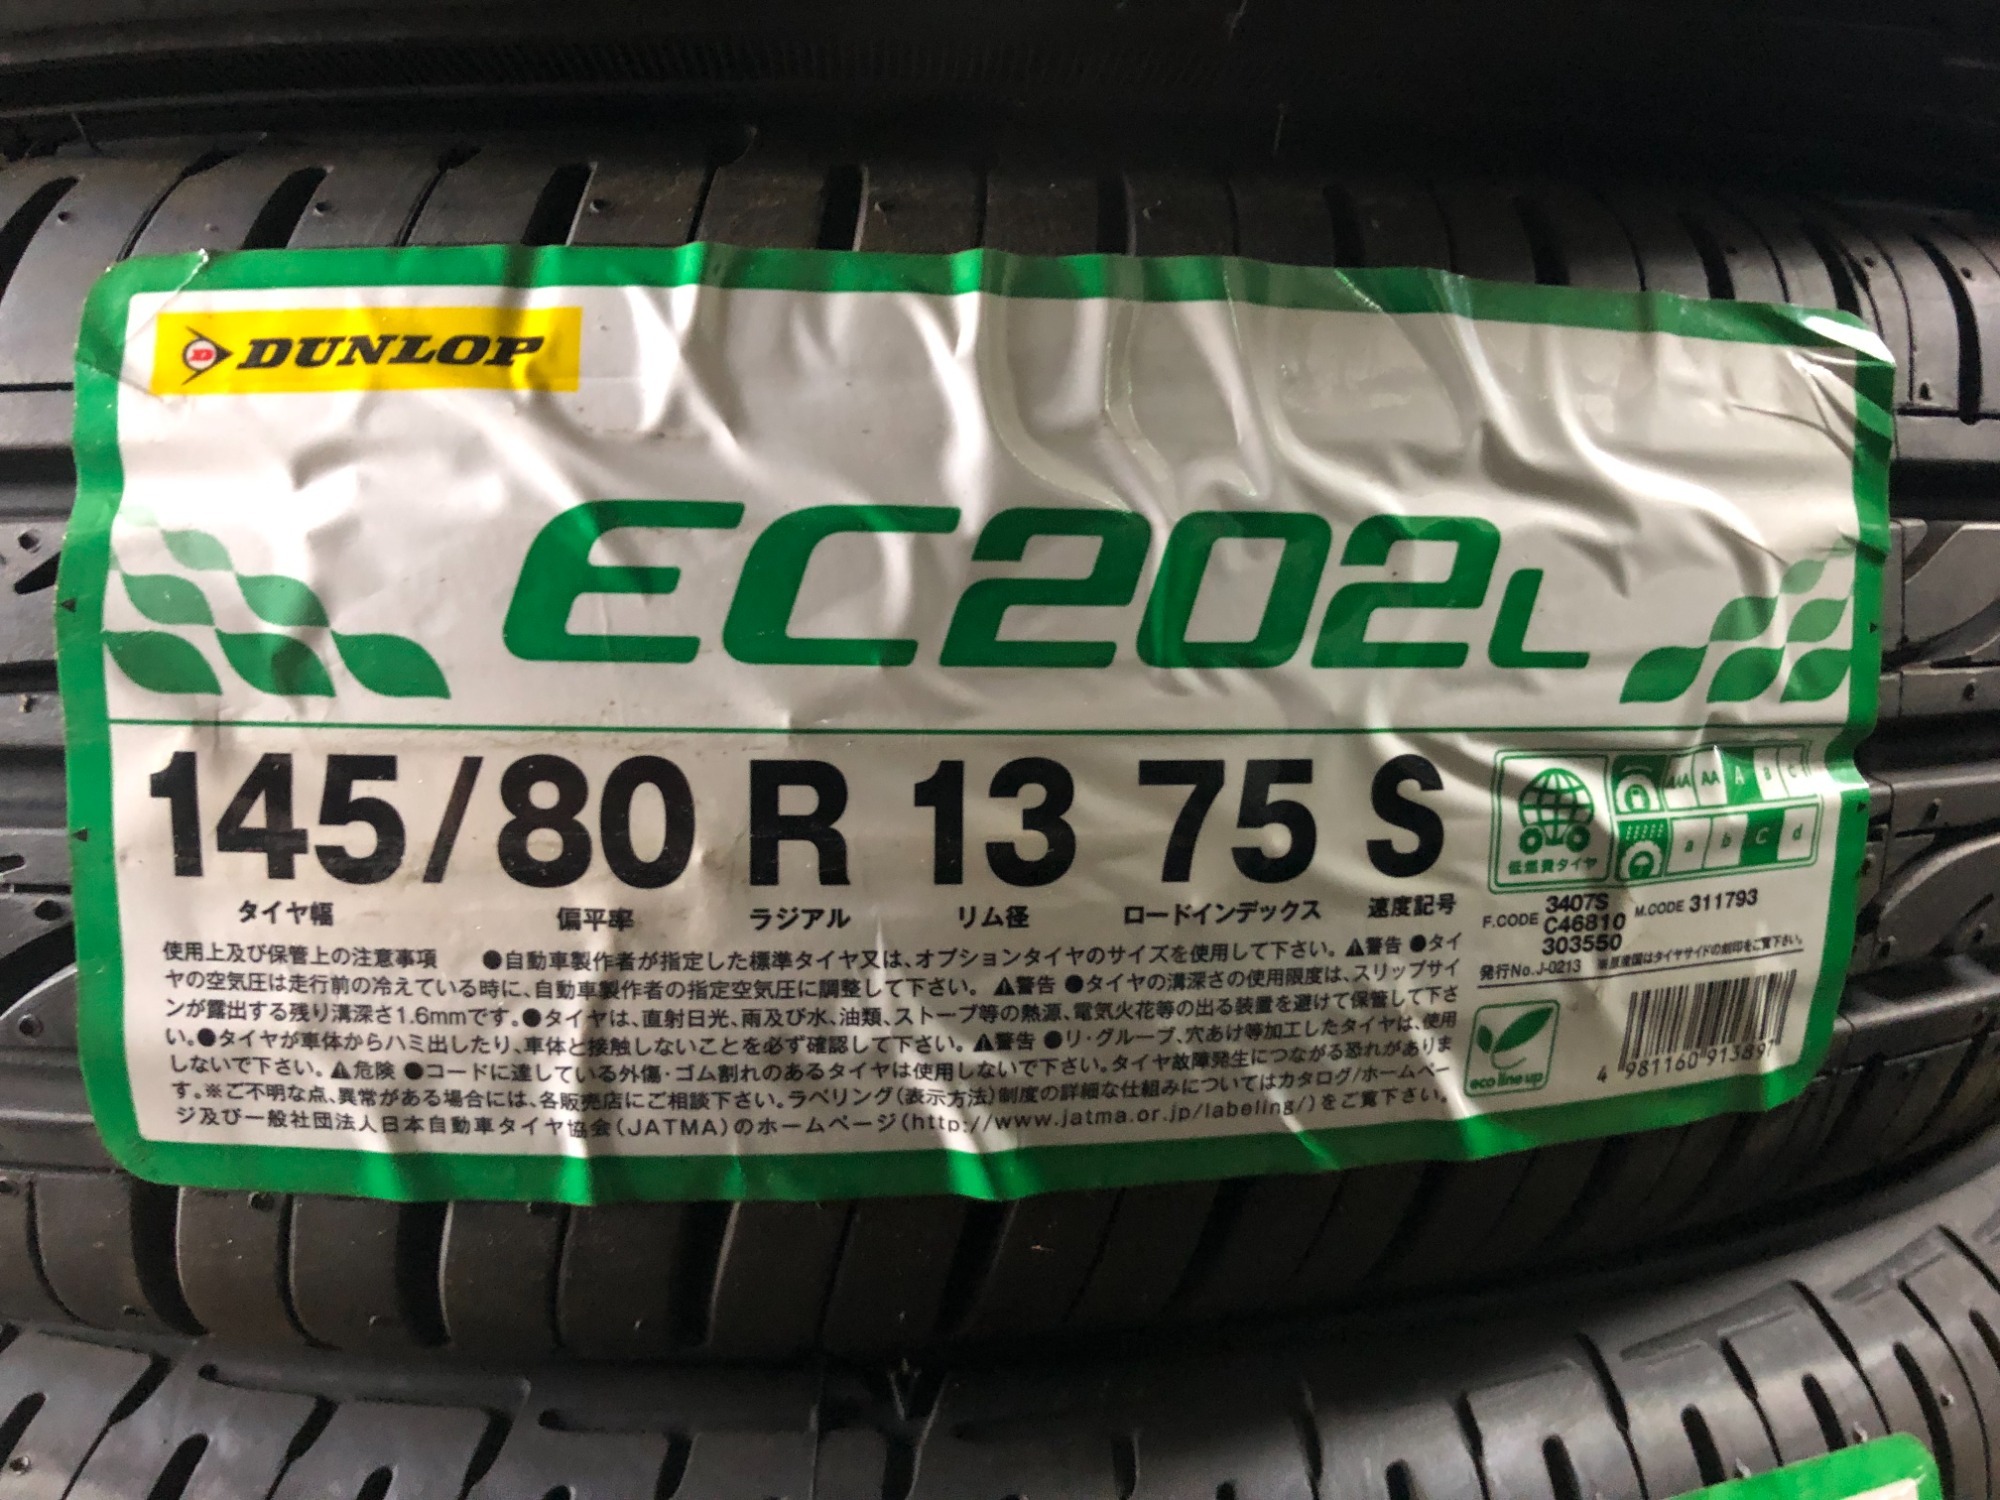 DUNLOP
EC202L
145/80 R 13 75 S
タイヤ幅 偏平率 ラジアル リム径 ロードインデックス 速度記号
低燃費タイヤ
AAA AA A B C
a b c d
F.CODE 3407S C46810 303550 M.CODE 311793
発行No.J-0213 ※原産国はタイヤサイドの刻印をご覧下さい。
使用上及び保管上の注意事項 ●自動車製作者が指定した標準タイヤ又は、オプションタイヤのサイズを使用して下さい。⚠警告 ●タイ
ヤの空気圧は走行前の冷えている時に、自動車製作者の指定空気圧に調整して下さい。⚠警告 ●タイヤの溝深さの使用限度は、スリップサイ
ンが露出する残り溝深さ1.6mmです。●タイヤは、直射日光、雨及び水、油類、ストーブ等の熱源、電気火花等の出る装置を避けて保管して下さ
い。●タイヤが車体からハミ出したり、車体と接触しないことを必ず確認して下さい。⚠警告 ●リ・グルーブ、穴あけ等加工したタイヤは、使用
しないで下さい。⚠危険 ●コードに達している外傷・ゴム割れのあるタイヤは使用しないで下さい。タイヤ故障発生につながる恐れがありま
す。※ご不明な点、異常がある場合には、各販売店にご相談下さい。ラベリング(表示方法)制度の詳細な仕組みについてはカタログ/ホームペー
ジ及び一般社団法人日本自動車タイヤ協会(JATMA)のホームページ(http://www.jatma.or.jp/labeling/)をご覧下さい。
eco line up
4 981160 913897